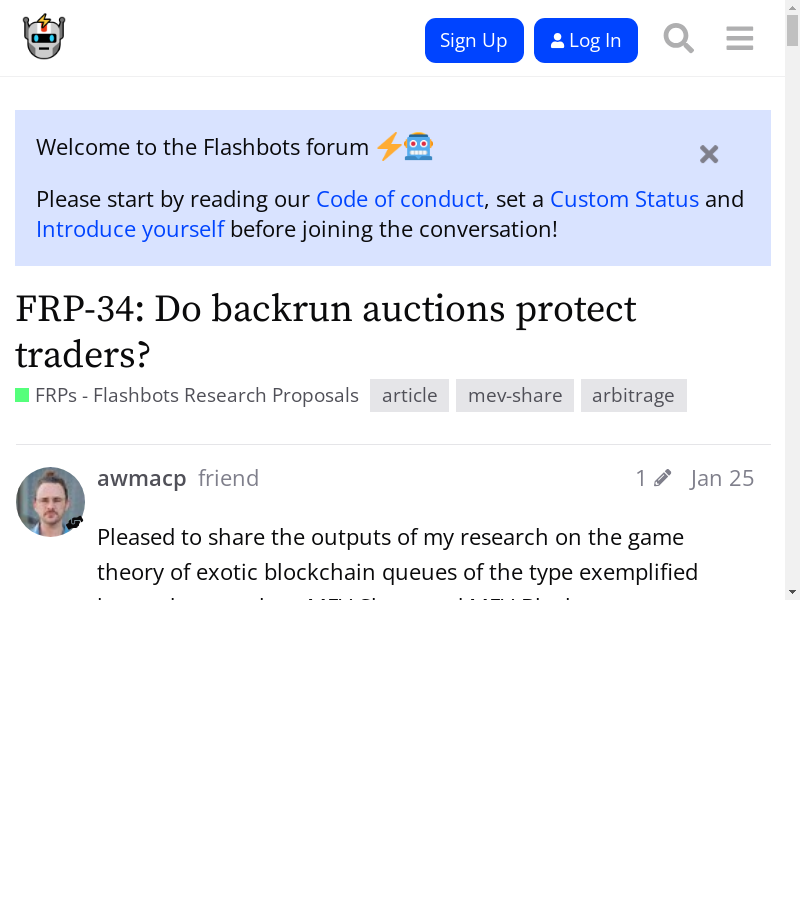 Sign Up
Log In
Welcome to the Flashbots forum
Please start by reading our Code of conduct, set a Custom Status and
Introduce yourself before joining the conversation!
FRP-34: Do backrun auctions protect
traders?
FRPs - Flashbots Research Proposals article mev-share arbitrage
awmacp friend 1 Jan 25
Pleased to share the outputs of my research on the game
theory of exotic blockchain queues of the type exemplified